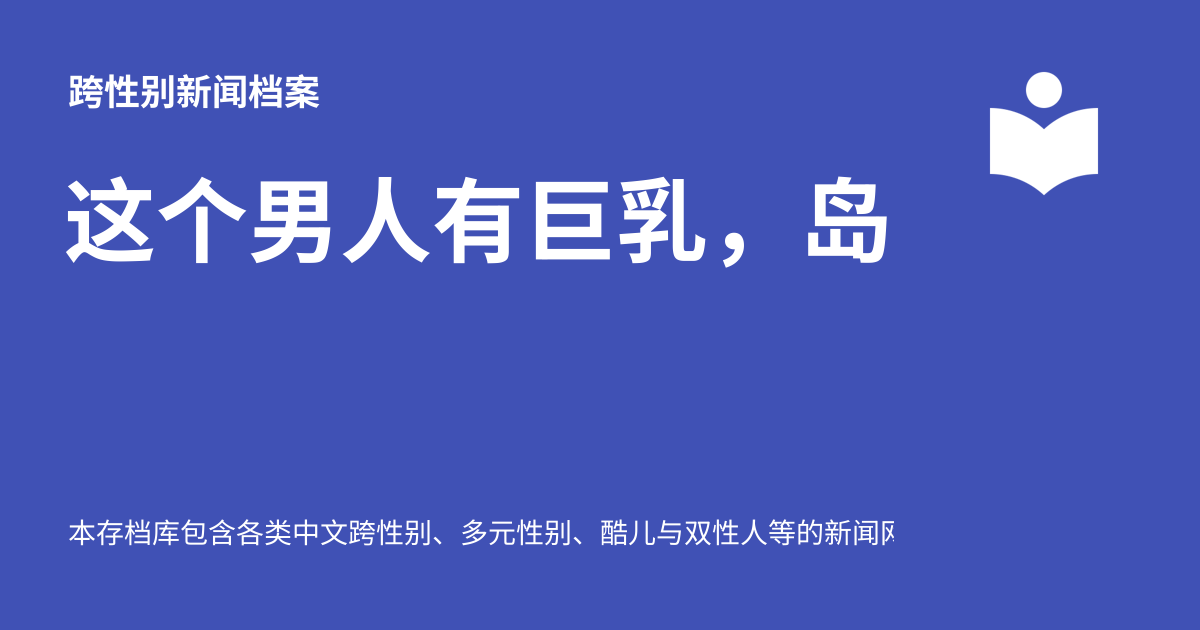 跨性别新闻档案
这个男人有巨乳，岛
本存档库包含各类中文跨性别、多元性别、酷儿与双性人等的新闻